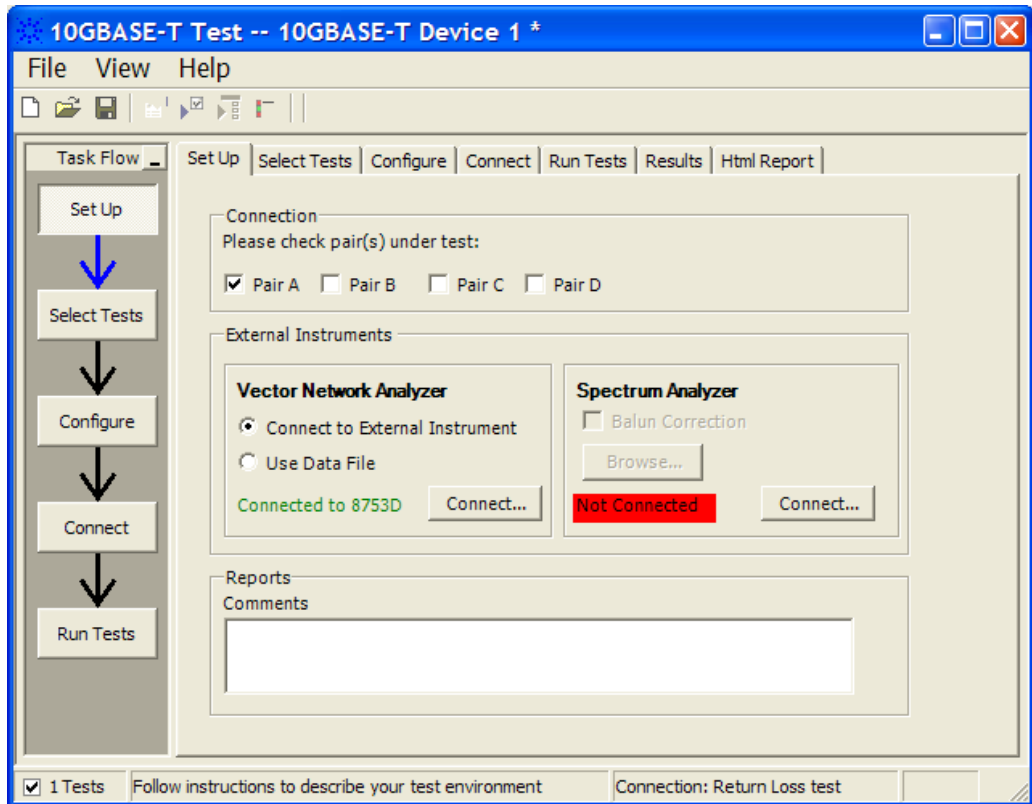 10GBASE-T Test -- 10GBASE-T Device 1 *
File View Help
Task Flow
Set Up
Select Tests
Configure
Connect
Run Tests
Set Up Select Tests Configure Connect Run Tests Results Html Report
Connection
Please check pair(s) under test:
Pair A Pair B Pair C Pair D
External Instruments
Vector Network Analyzer
Connect to External Instrument
Use Data File
Connected to 8753D Connect...
Spectrum Analyzer
Balun Correction
Browse...
Not Connected Connect...
Reports
Comments
1 Tests Follow instructions to describe your test environment Connection: Return Loss test